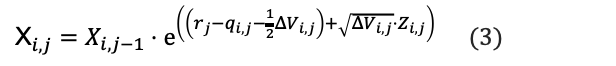 X_{i,j} = X_{i,j-1} · e^{((r_j − q_{i,j} − ½ΔV_{i,j}) + √ΔV_{i,j} · Z_{i,j})} (3)